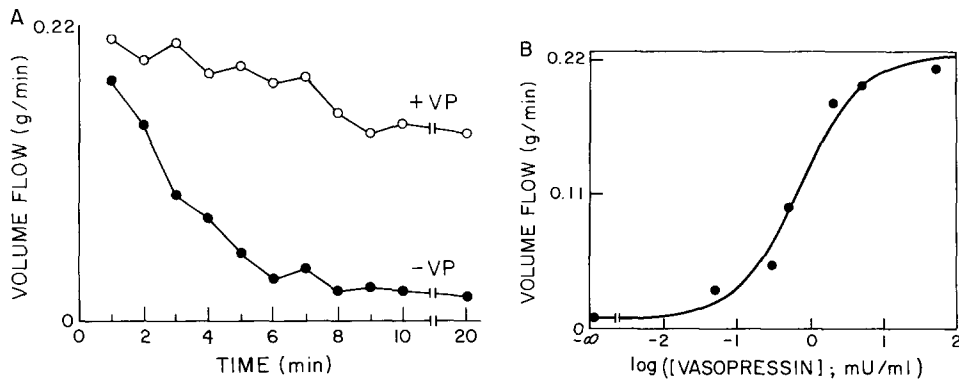 A
0.22
VOLUME FLOW (g/min)
+VP
-VP
0
0 2 4 6 8 10 20
TIME (min)
B
0.22
VOLUME FLOW (g/min)
0.11
0
-∞ -2 -1 0 1 2
log([VASOPRESSIN]; mU/ml)